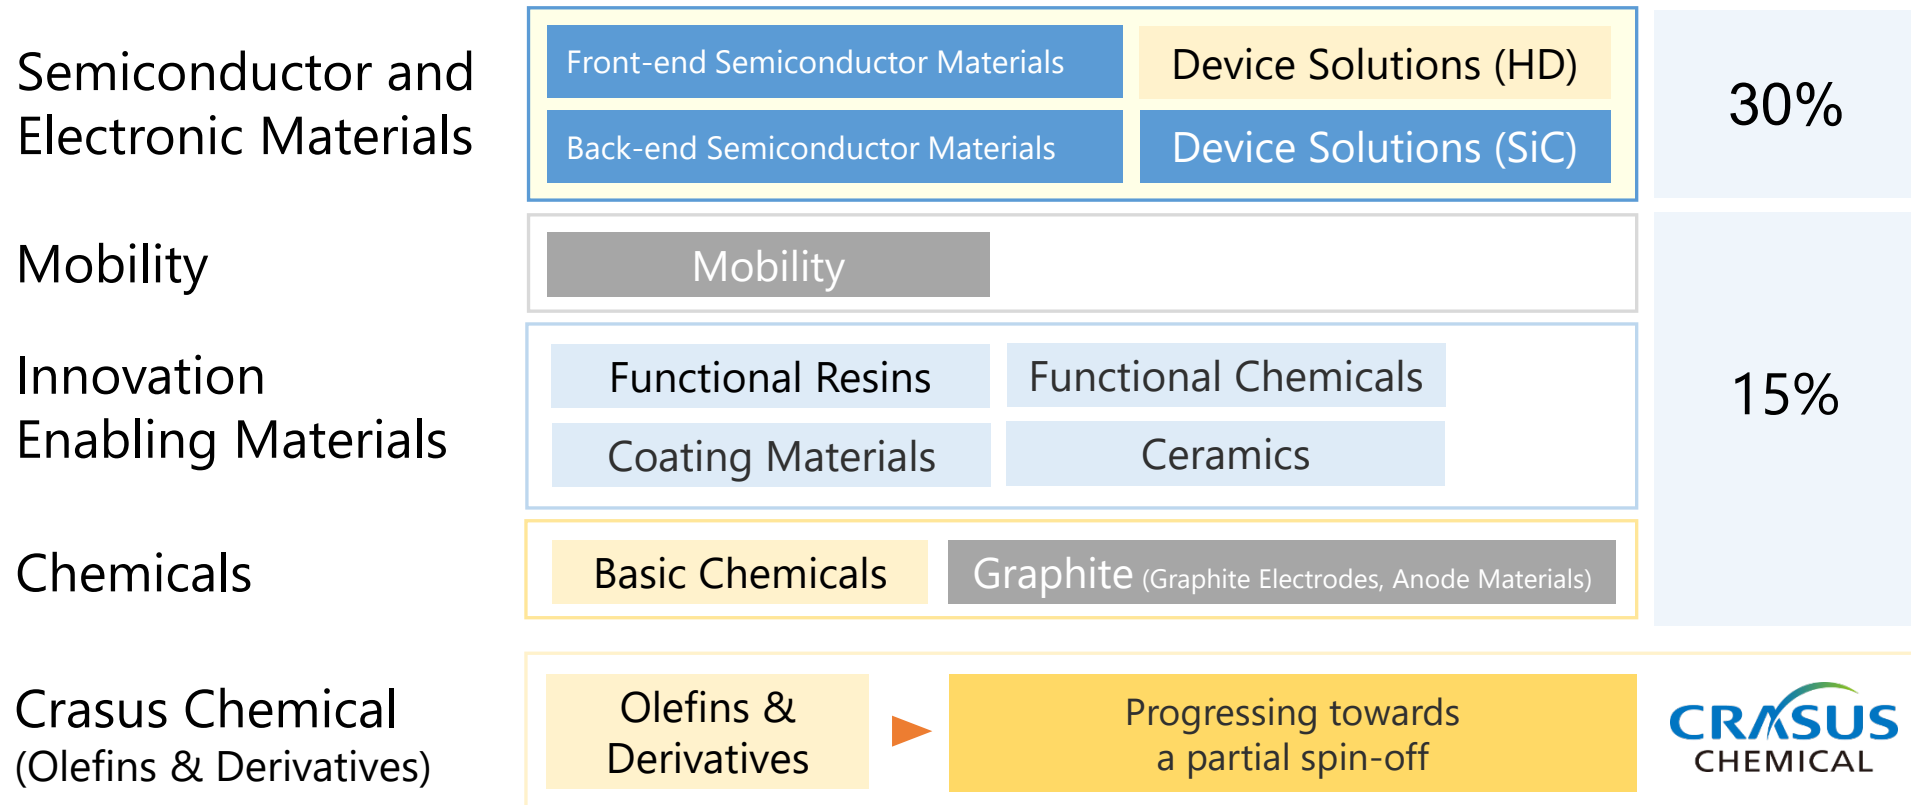 Semiconductor and
Electronic Materials
Front-end Semiconductor Materials
Device Solutions (HD)
Back-end Semiconductor Materials
Device Solutions (SiC)
30%
Mobility
Mobility
Innovation
Enabling Materials
Functional Resins
Functional Chemicals
Coating Materials
Ceramics
15%
Chemicals
Basic Chemicals
Graphite (Graphite Electrodes, Anode Materials)
Crasus Chemical
(Olefins & Derivatives)
Olefins &
Derivatives
Progressing towards
a partial spin-off
CRASUS
CHEMICAL